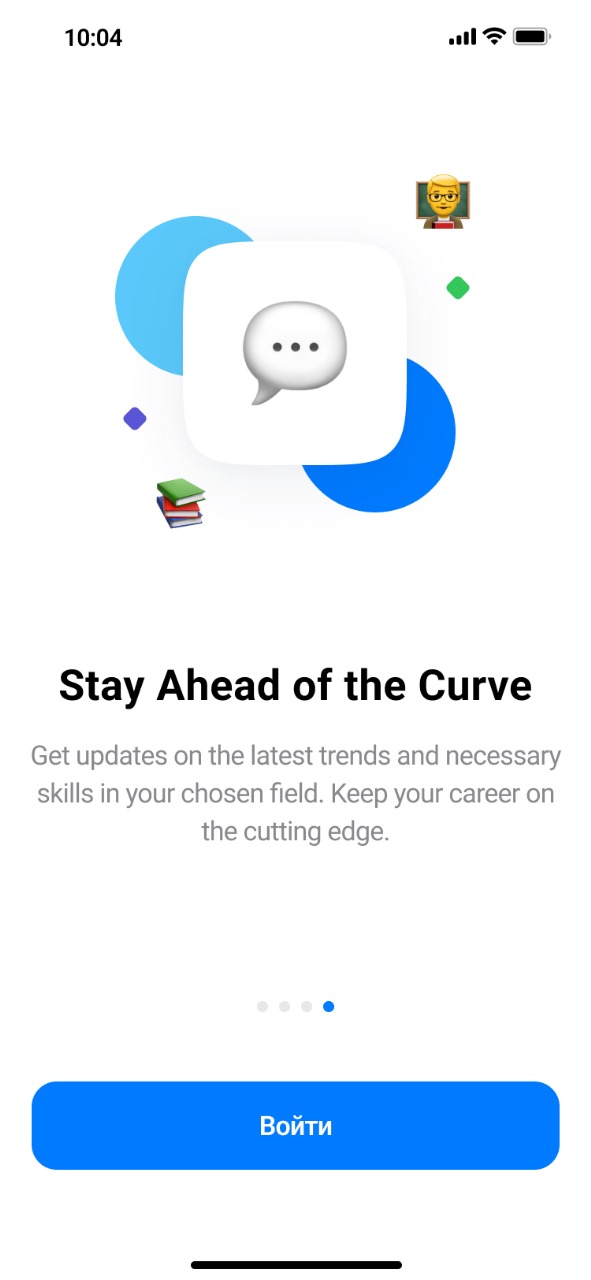 10:04
Stay Ahead of the Curve
Get updates on the latest trends and necessary
skills in your chosen field. Keep your career on
the cutting edge.
Войти